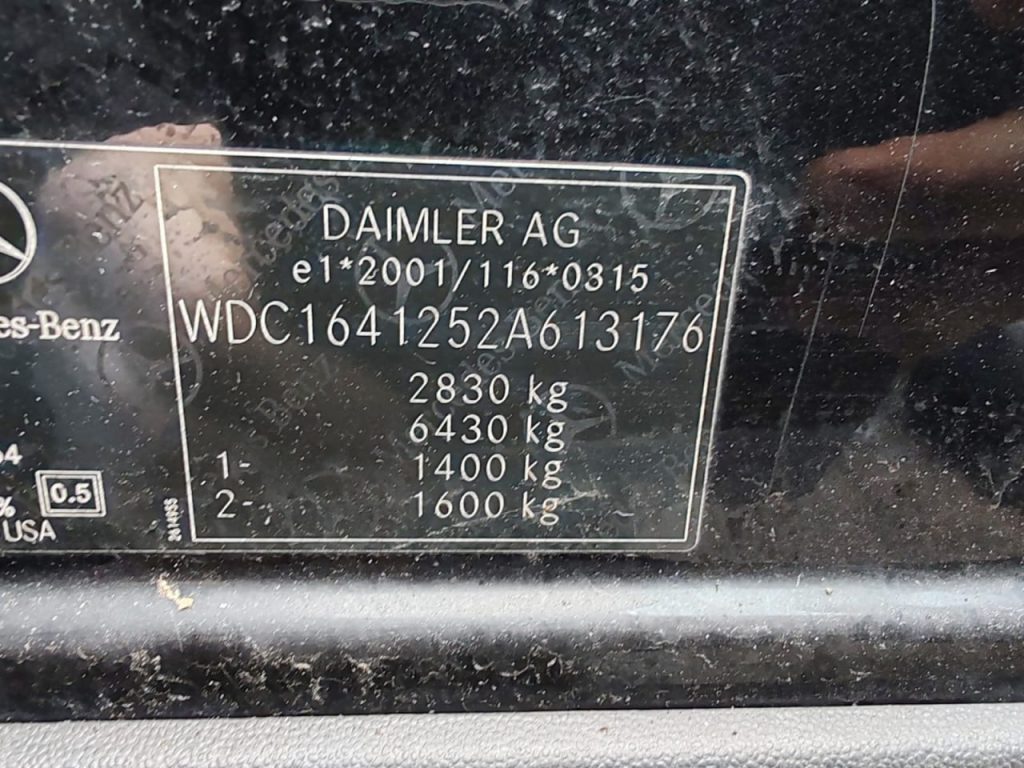 DAIMLER AG
e1*2001/116*0315
WDC1641252A613176
es-Benz
2830 kg
6430 kg
1- 1400 kg
2- 1600 kg
4
% 0.5
USA